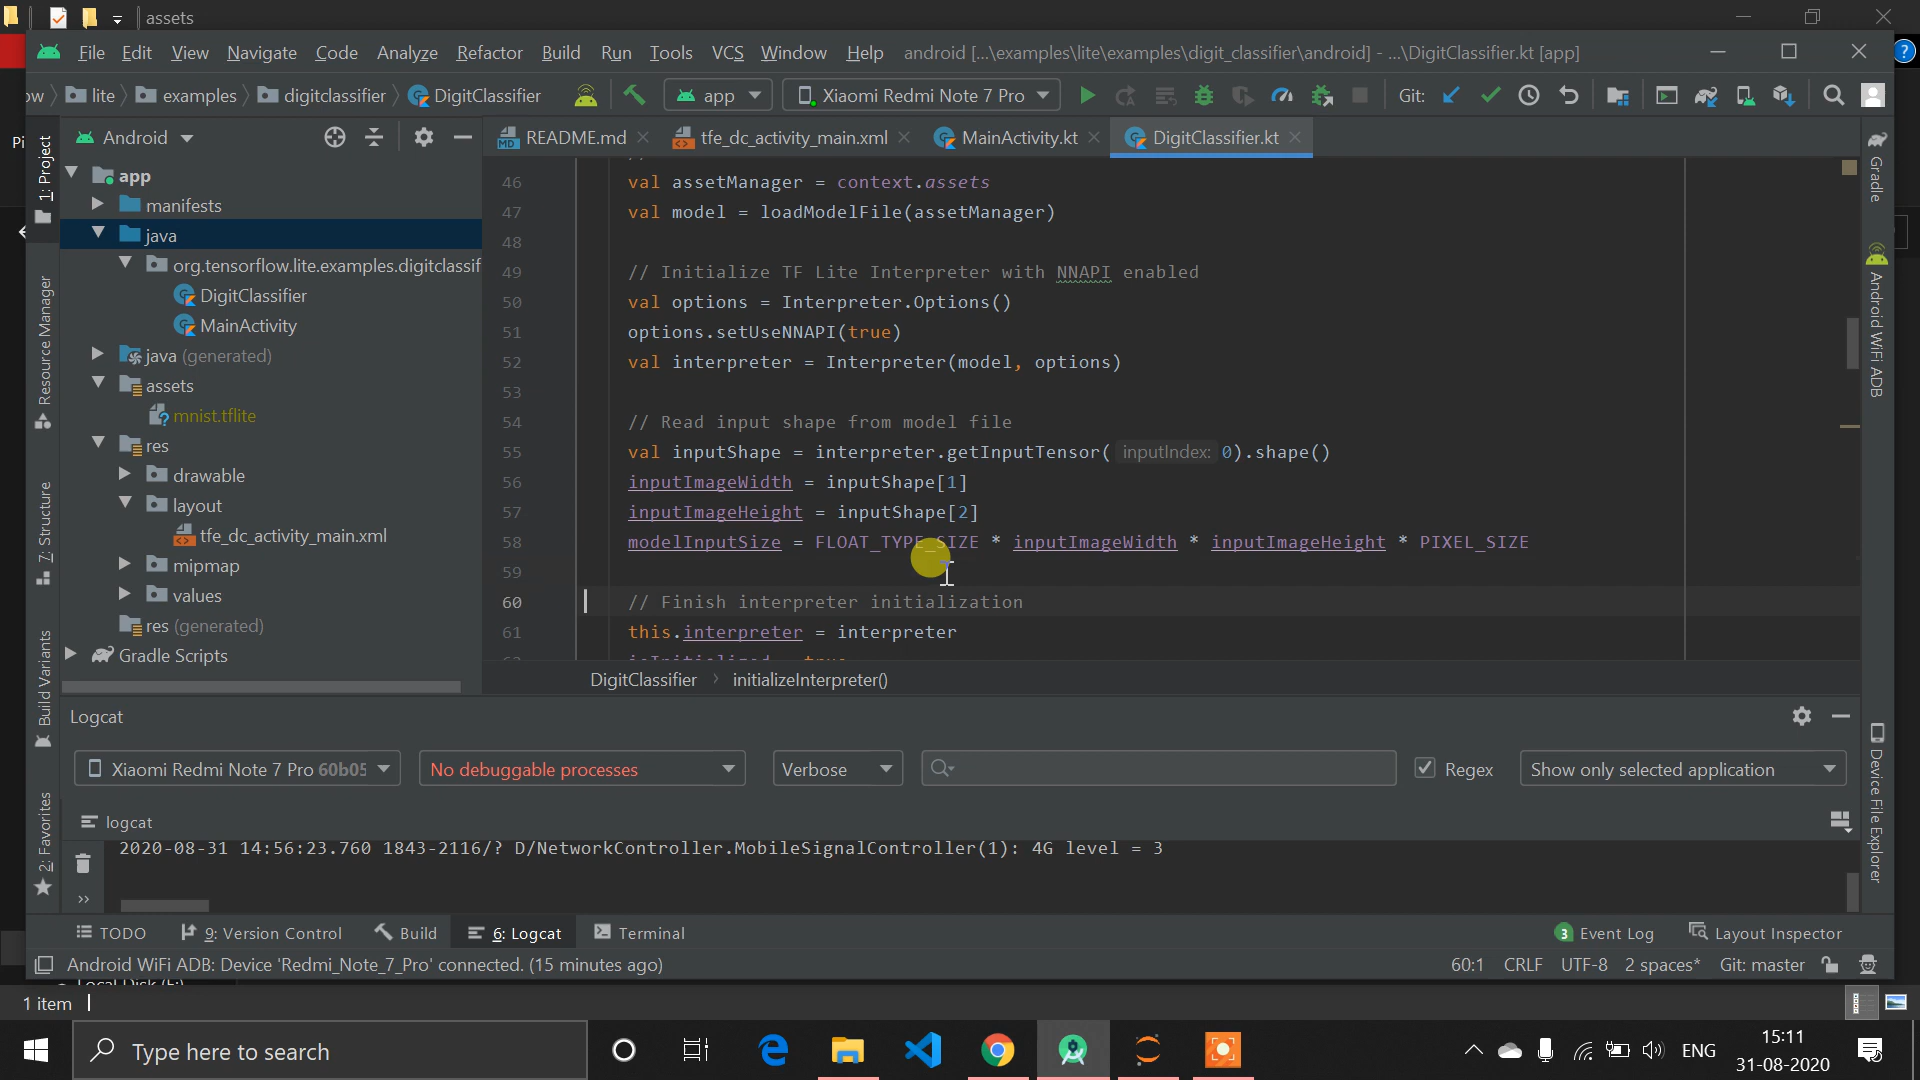 assets
File Edit View Navigate Code Analyze Refactor Build Run Tools VCS Window Help android [...\examples\lite\examples\digit_classifier\android] - ...\DigitClassifier.kt [app]
ow lite examples digitclassifier DigitClassifier app Xiaomi Redmi Note 7 Pro Git:
Pi
1: Project
Resource Manager
7: Structure
Build Variants
2: Favorites
Android
app
manifests
java
org.tensorflow.lite.examples.digitclassif
DigitClassifier
MainActivity
java (generated)
assets
mnist.tflite
res
drawable
layout
tfe_dc_activity_main.xml
mipmap
values
res (generated)
Gradle Scripts
README.md tfe_dc_activity_main.xml MainActivity.kt DigitClassifier.kt
46 val assetManager = context.assets
47 val model = loadModelFile(assetManager)
48
49 // Initialize TF Lite Interpreter with NNAPI enabled
50 val options = Interpreter.Options()
51 options.setUseNNAPI(true)
52 val interpreter = Interpreter(model, options)
53
54 // Read input shape from model file
55 val inputShape = interpreter.getInputTensor( inputIndex: 0).shape()
56 inputImageWidth = inputShape[1]
57 inputImageHeight = inputShape[2]
58 modelInputSize = FLOAT_TYPE_SIZE * inputImageWidth * inputImageHeight * PIXEL_SIZE
59
60 // Finish interpreter initialization
61 this.interpreter = interpreter
DigitClassifier initializeInterpreter()
Gradle
Android WiFi ADB
Device File Explorer
Logcat
Xiaomi Redmi Note 7 Pro 60b05 No debuggable processes Verbose Regex Show only selected application
logcat
2020-08-31 14:56:23.760 1843-2116/? D/NetworkController.MobileSignalController(1): 4G level = 3
TODO 9: Version Control Build 6: Logcat Terminal 3 Event Log Layout Inspector
Android WiFi ADB: Device 'Redmi_Note_7_Pro' connected. (15 minutes ago) 60:1 CRLF UTF-8 2 spaces* Git: master
1 item
Type here to search
ENG
15:11
31-08-2020